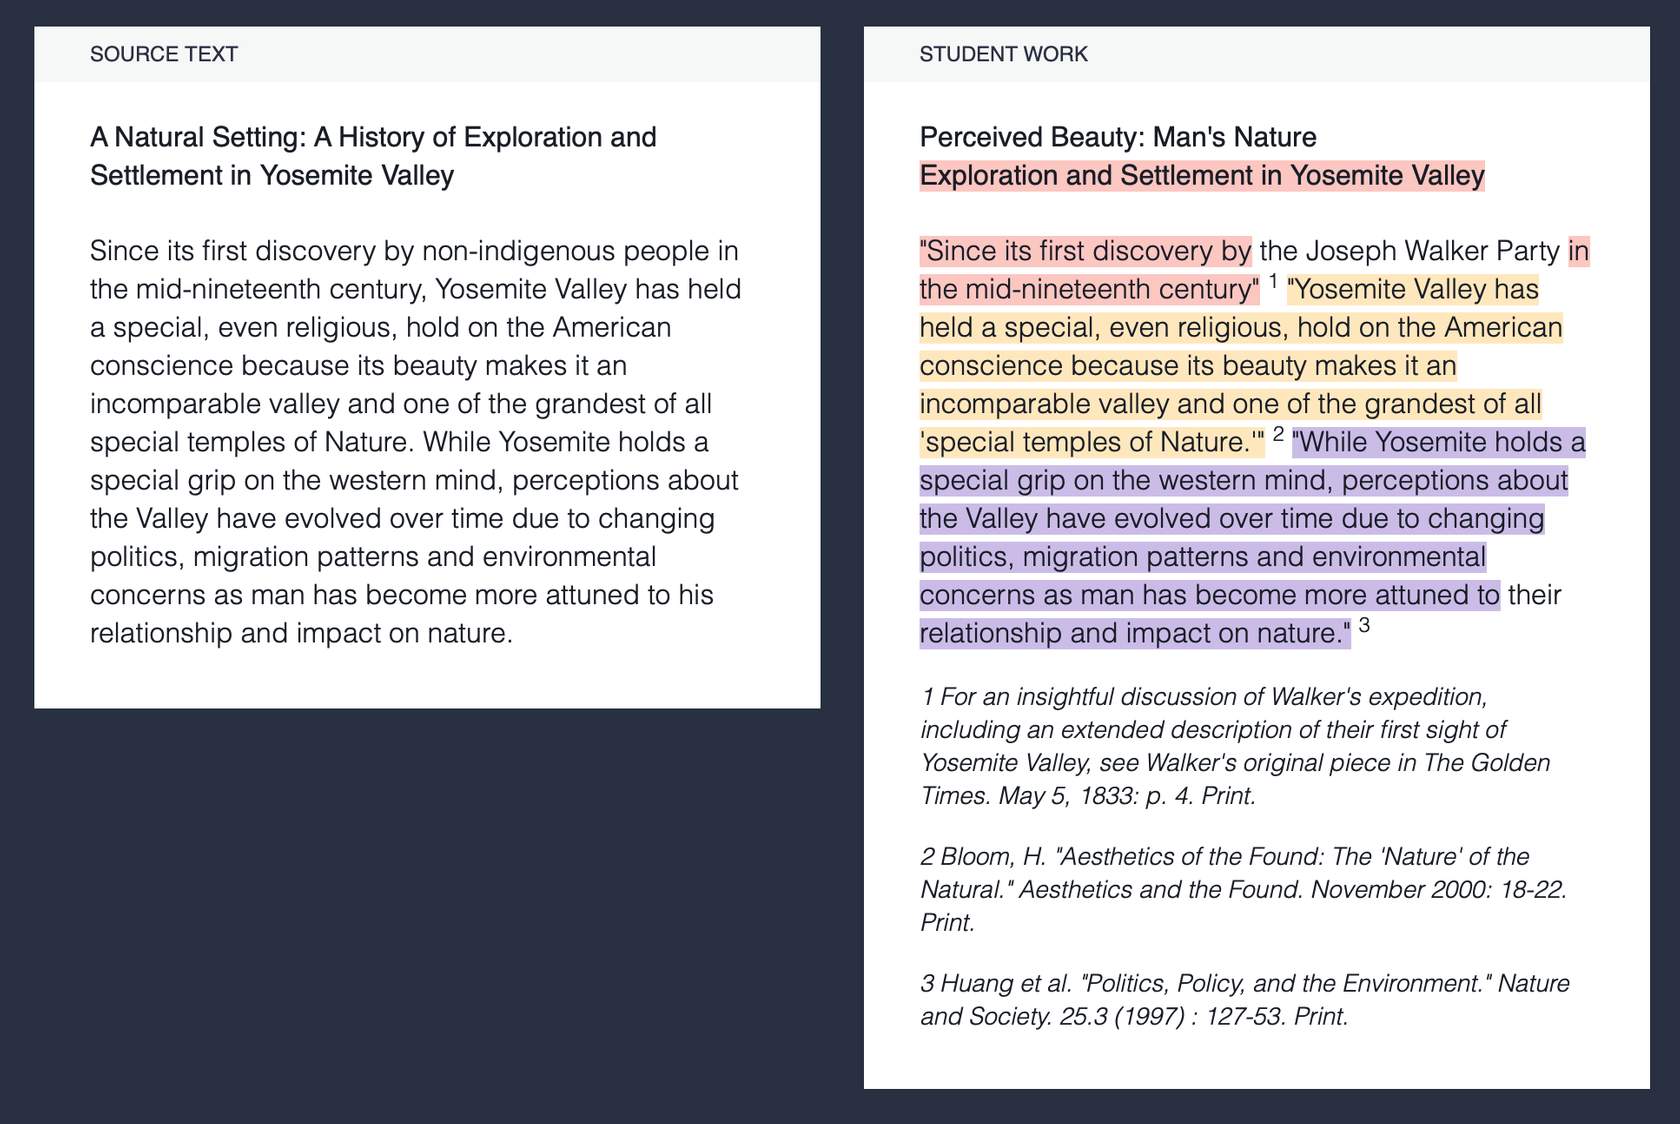 SOURCE TEXT
A Natural Setting: A History of Exploration and
Settlement in Yosemite Valley
Since its first discovery by non-indigenous people in
the mid-nineteenth century, Yosemite Valley has held
a special, even religious, hold on the American
conscience because its beauty makes it an
incomparable valley and one of the grandest of all
special temples of Nature. While Yosemite holds a
special grip on the western mind, perceptions about
the Valley have evolved over time due to changing
politics, migration patterns and environmental
concerns as man has become more attuned to his
relationship and impact on nature.
STUDENT WORK
Perceived Beauty: Man's Nature
Exploration and Settlement in Yosemite Valley
"Since its first discovery by the Joseph Walker Party in
the mid-nineteenth century" 1 "Yosemite Valley has
held a special, even religious, hold on the American
conscience because its beauty makes it an
incomparable valley and one of the grandest of all
'special temples of Nature.'" 2 "While Yosemite holds a
special grip on the western mind, perceptions about
the Valley have evolved over time due to changing
politics, migration patterns and environmental
concerns as man has become more attuned to their
relationship and impact on nature." 3
1 For an insightful discussion of Walker's expedition,
including an extended description of their first sight of
Yosemite Valley, see Walker's original piece in The Golden
Times. May 5, 1833: p. 4. Print.
2 Bloom, H. "Aesthetics of the Found: The 'Nature' of the
Natural." Aesthetics and the Found. November 2000: 18-22.
Print.
3 Huang et al. "Politics, Policy, and the Environment." Nature
and Society. 25.3 (1997) : 127-53. Print.